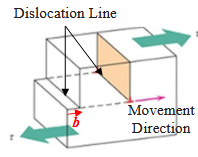 Dislocation Line
τ
b
Movement
Direction
τ